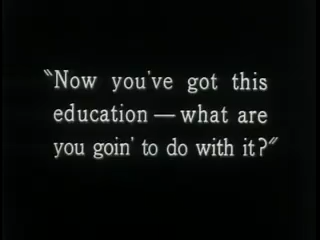 "Now you've got this
education — what are
you goin' to do with it?"